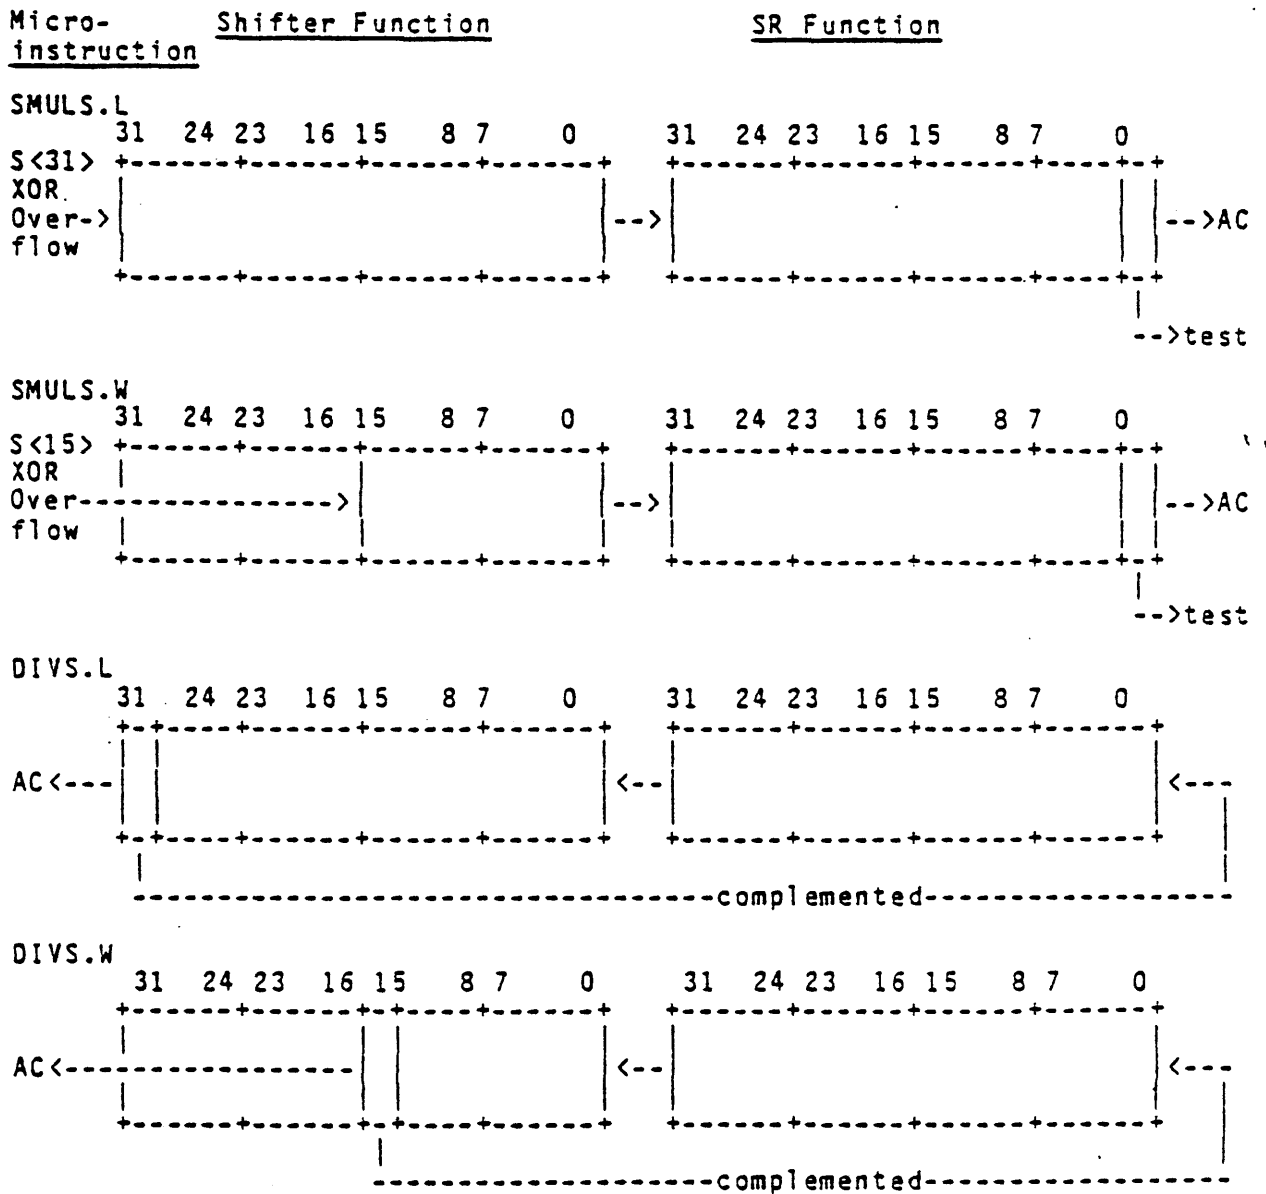 Micro- Shifter Function SR Function
instruction
SMULS.L
31 24 23 16 15 8 7 0 31 24 23 16 15 8 7 0
S<31>
XOR
Over-> --> -->AC
flow
-->test
SMULS.W
31 24 23 16 15 8 7 0 31 24 23 16 15 8 7 0
S<15>
XOR
Over--------------> --> -->AC
flow
-->test
DIVS.L
31 24 23 16 15 8 7 0 31 24 23 16 15 8 7 0
AC<--- <-- <---
complemented
DIVS.W
31 24 23 16 15 8 7 0 31 24 23 16 15 8 7 0
AC<----------------- <-- <---
complemented